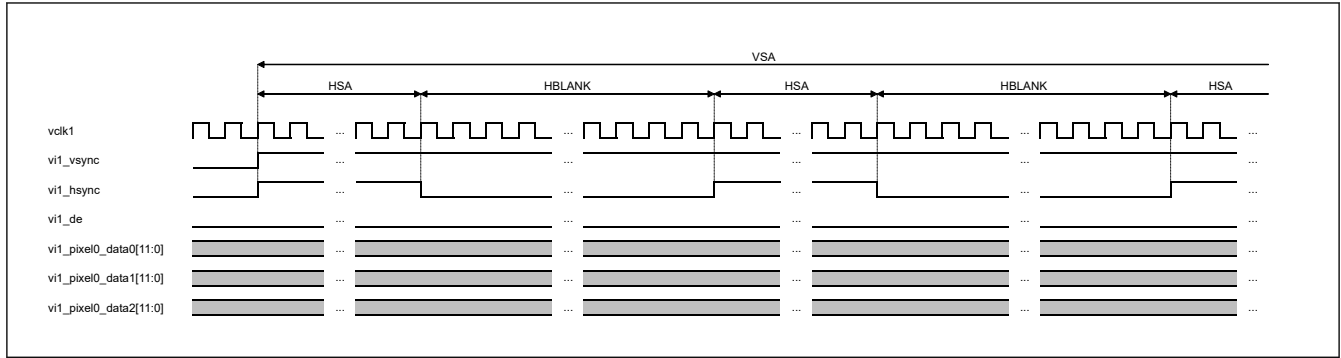 VSA
HSA HBLANK HSA HBLANK HSA
vclk1 ... ... ... ... ...
vi1_vsync ... ... ... ... ...
vi1_hsync ... ... ... ... ...
vi1_de ... ... ... ... ...
vi1_pixel0_data0[11:0] ... ... ... ... ...
vi1_pixel0_data1[11:0] ... ... ... ... ...
vi1_pixel0_data2[11:0] ... ... ... ... ...